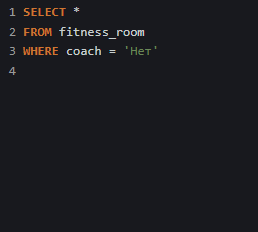 1 SELECT *
2 FROM fitness_room
3 WHERE coach = 'Нет'
4